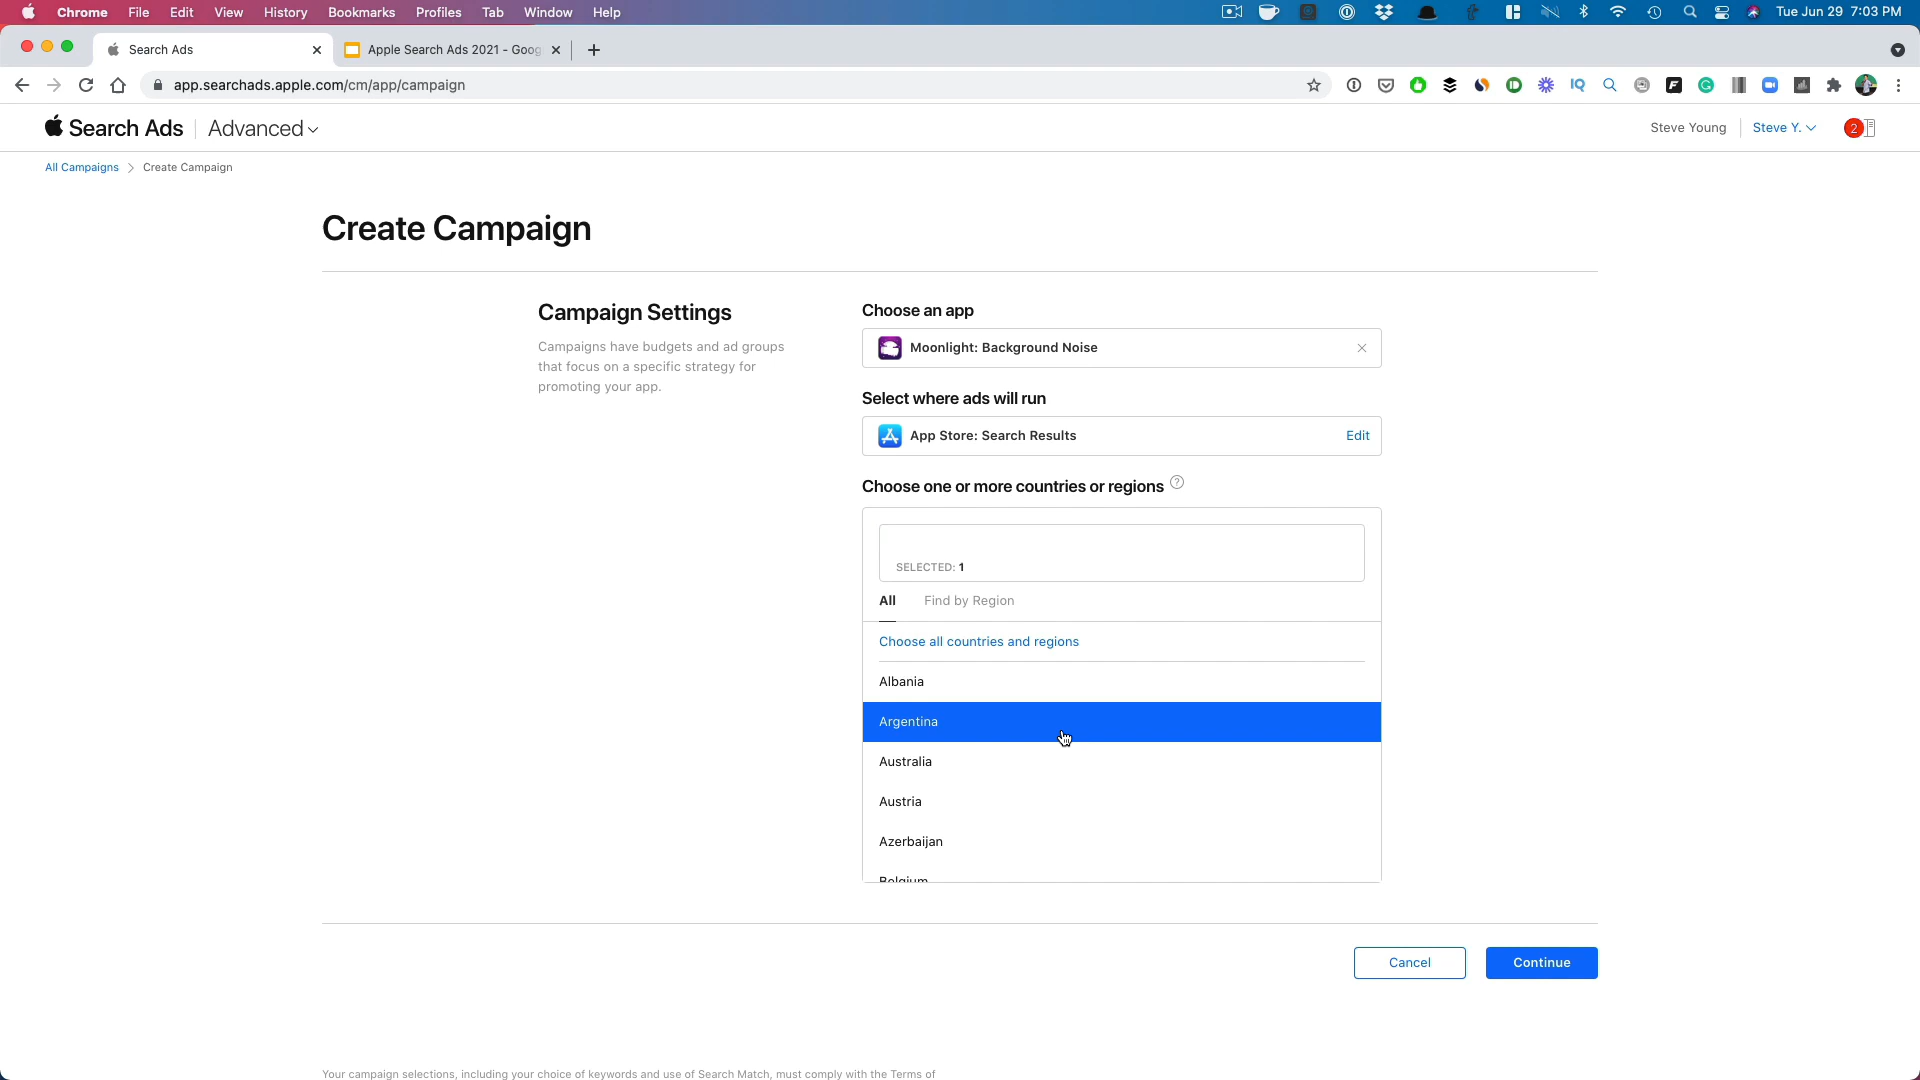 Chrome File Edit View History Bookmarks Profiles Tab Window Help Tue Jun 29 7:03 PM
Search Ads Apple Search Ads 2021 - Goog
app.searchads.apple.com/cm/app/campaign
Search Ads Advanced Steve Young Steve Y. 2
All Campaigns Create Campaign
Create Campaign
Campaign Settings
Campaigns have budgets and ad groups
that focus on a specific strategy for
promoting your app.
Choose an app
Moonlight: Background Noise
Select where ads will run
App Store: Search Results Edit
Choose one or more countries or regions ?
SELECTED: 1
All Find by Region
Choose all countries and regions
Albania
Argentina
Australia
Austria
Azerbaijan
Belgium
Cancel Continue
Your campaign selections, including your choice of keywords and use of Search Match, must comply with the Terms of